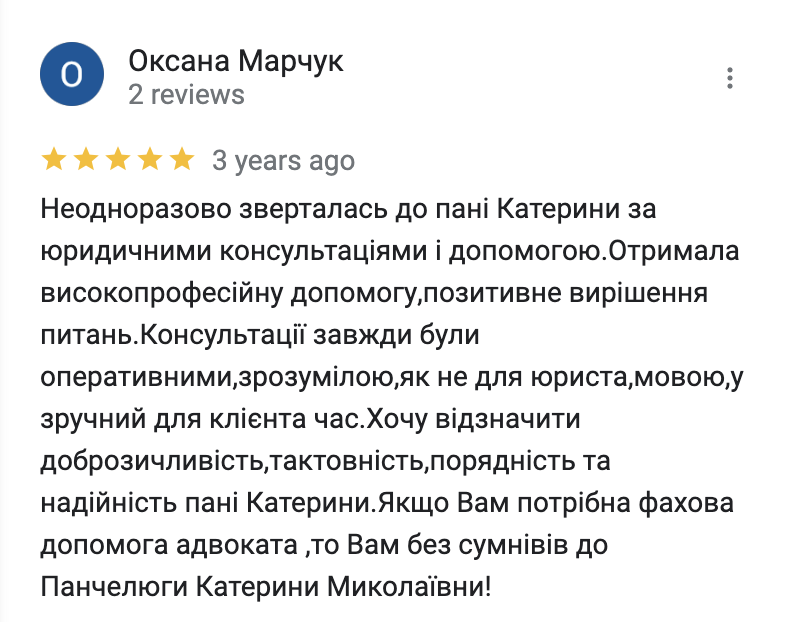 О
Оксана Марчук
2 reviews
3 years ago
Неодноразово зверталась до пані Катерини за
юридичними консультаціями і допомогою.Отримала
високопрофесійну допомогу,позитивне вирішення
питань.Консультації завжди були
оперативними,зрозумілою,як не для юриста,мовою,у
зручний для клієнта час.Хочу відзначити
доброзичливість,тактовність,порядність та
надійність пані Катерини.Якщо Вам потрібна фахова
допомога адвоката ,то Вам без сумнівів до
Панчелюги Катерини Миколаївни!